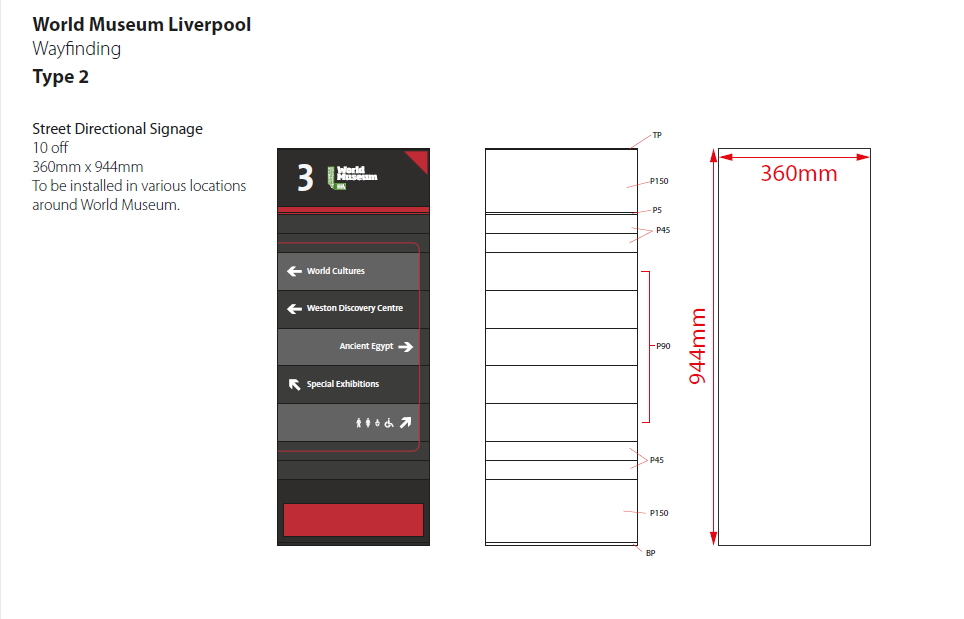 World Museum Liverpool
Wayfinding
Type 2
Street Directional Signage
10 off
360mm x 944mm
To be installed in various locations
around World Museum.
3
World
Museum
World Cultures
Weston Discovery Centre
Ancient Egypt
Special Exhibitions
TP
P150
P5
P45
P90
P45
P150
BP
360mm
944mm